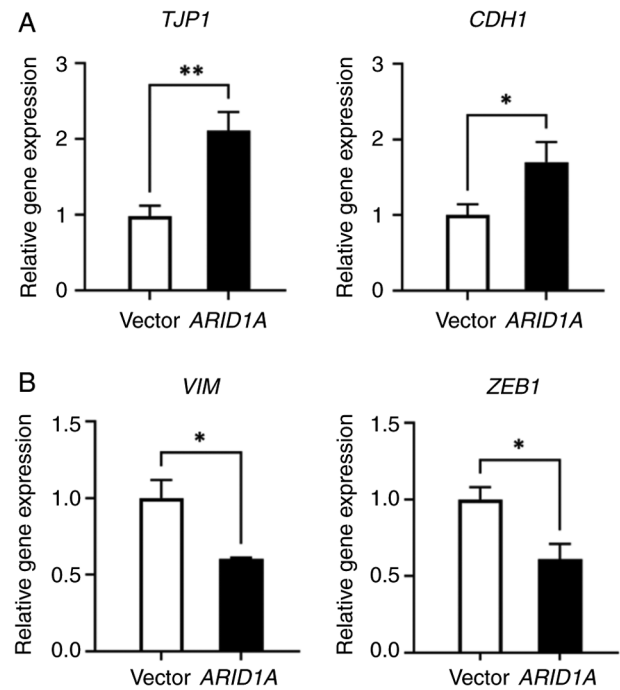 A
TJP1
CDH1
**
*
Relative gene expression
3
2
1
0
Relative gene expression
3
2
1
0
Vector ARID1A
Vector ARID1A
B
VIM
ZEB1
*
*
Relative gene expression
1.5
1.0
0.5
0.0
Relative gene expression
1.5
1.0
0.5
0.0
Vector ARID1A
Vector ARID1A